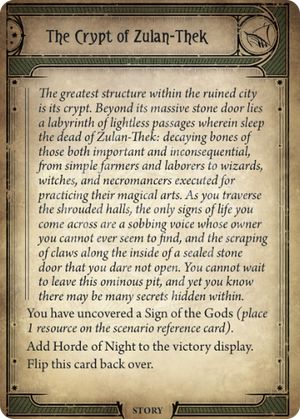 The Crypt of Zulan-Thek
The greatest structure within the ruined city
is its crypt. Beyond its massive stone door lies
a labyrinth of lightless passages wherein sleep
the dead of Zulan-Thek: decaying bones of
those both important and inconsequential,
from simple farmers and laborers to wizards,
witches, and necromancers executed for
practicing their magical arts. As you traverse
the shrouded halls, the only signs of life you
come across are a sobbing voice whose owner
you cannot ever seem to find, and the scraping
of claws along the inside of a sealed stone
door that you dare not open. You cannot wait
to leave this ominous pit, and yet you know
there may be many secrets hidden within.
You have uncovered a Sign of the Gods (place
1 resource on the scenario reference card).
Add Horde of Night to the victory display.
Flip this card back over.
STORY